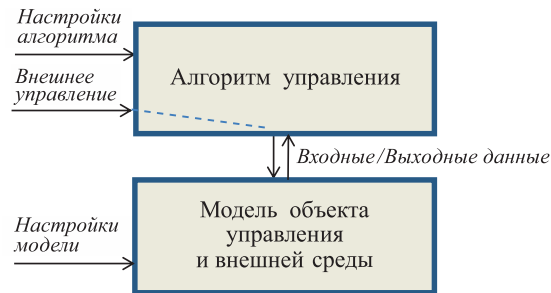 Настройки
алгоритма
Внешнее
управление
Алгоритм управления
Входные/Выходные данные
Настройки
модели
Модель объекта
управления
и внешней среды